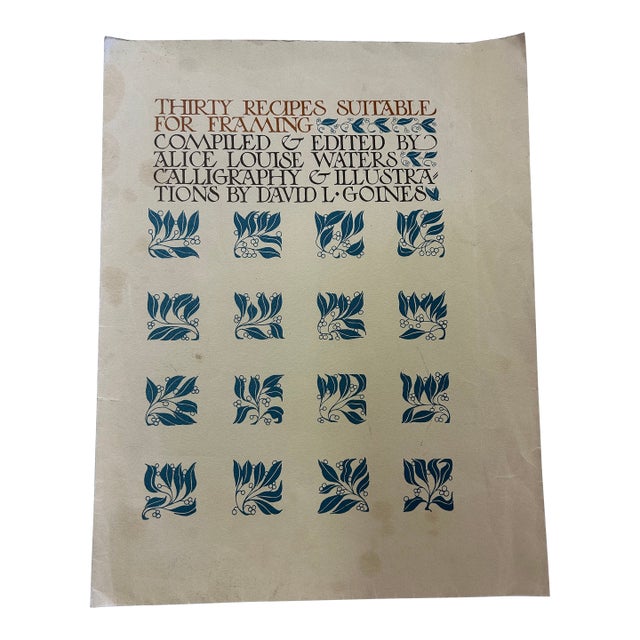 THIRTY RECIPES SUITABLE
FOR FRAMING
COMPILED & EDITED BY
ALICE LOUISE WATERS
CALLIGRAPHY & ILLUSTRA-
TIONS BY DAVID L · GOINES